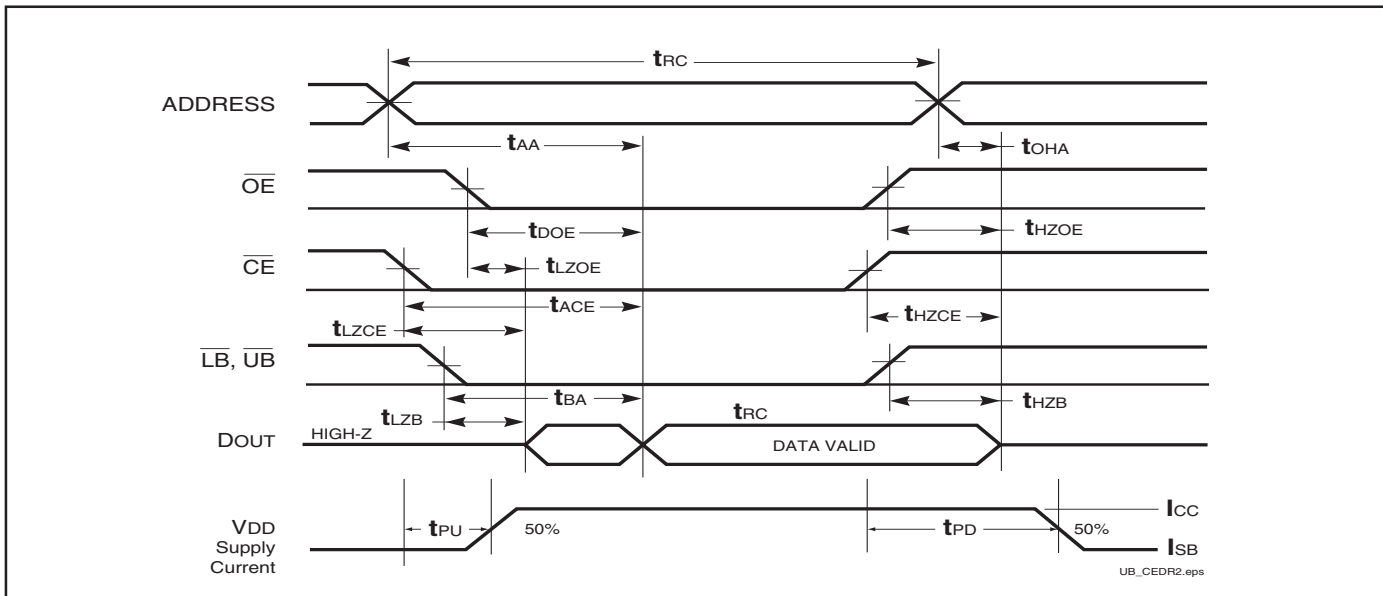 tRC
ADDRESS
tAA
tOHA
OE
tDOE
tHZOE
CE
tLZOE
tACE
tHZCE
tLZCE
LB, UB
tBA
tHZB
tLZB
tRC
DOUT
HIGH-Z
DATA VALID
ICC
VDD
Supply
Current
tPU
50%
tPD
50%
ISB
UB_CEDR2.eps